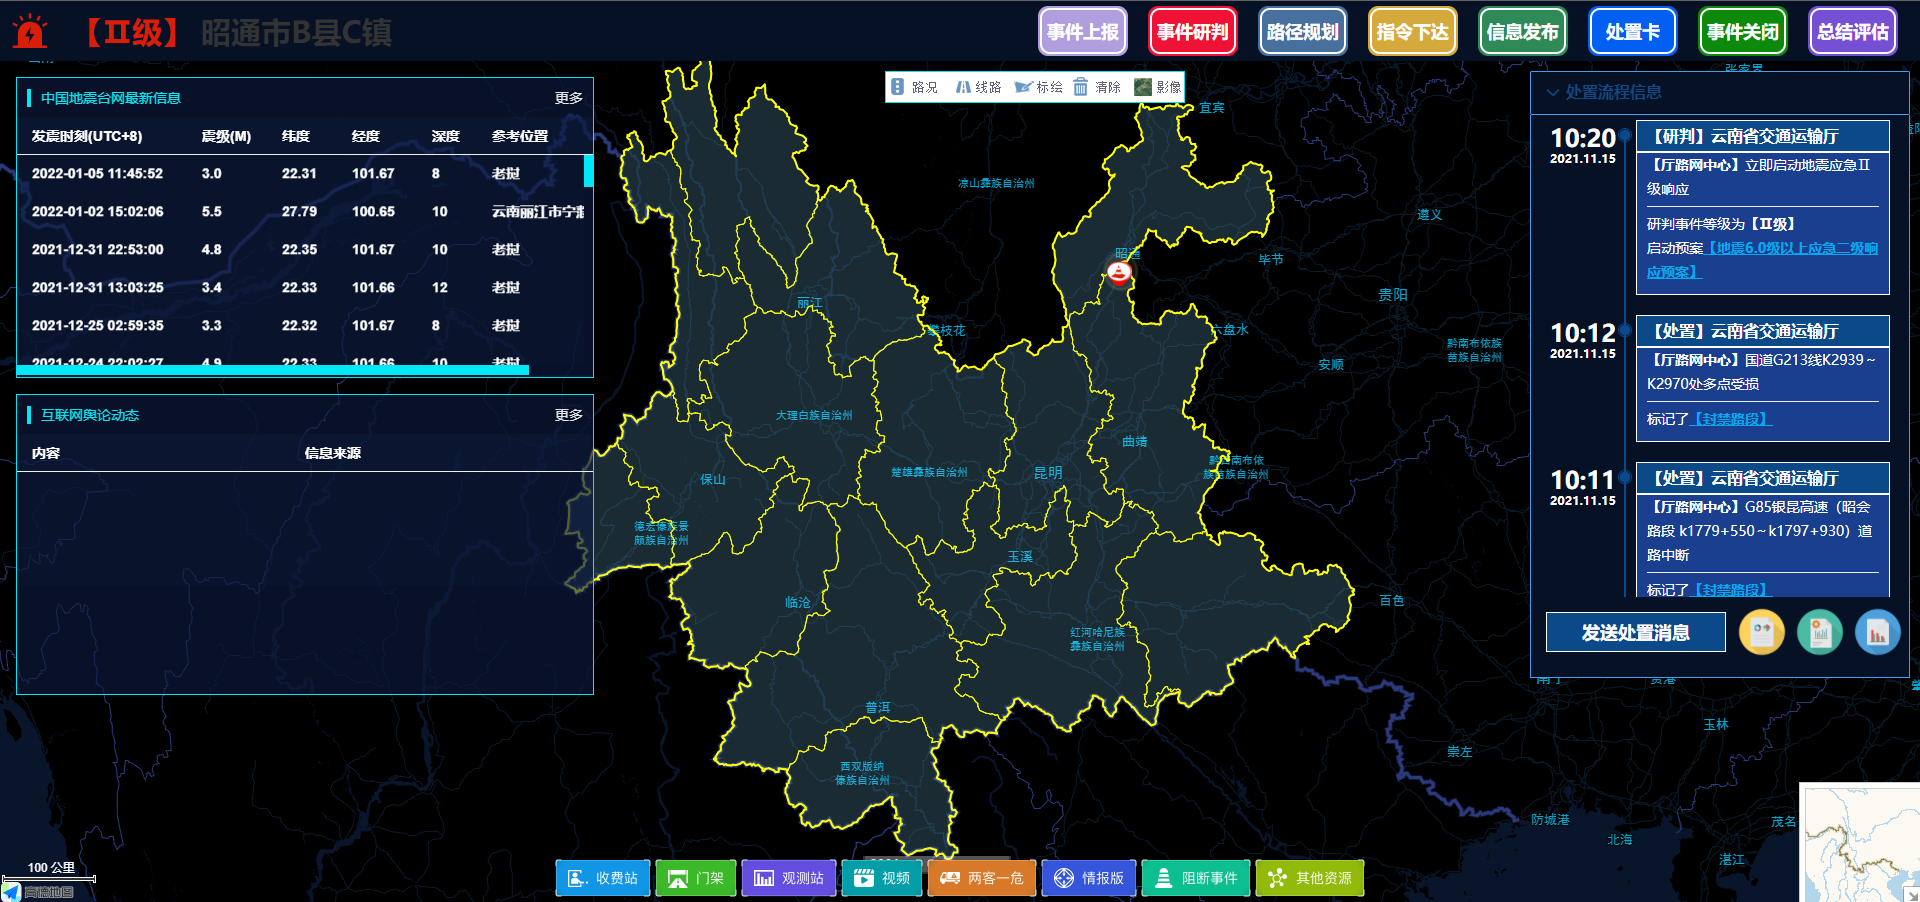 【II级】 昭通市B县C镇
事件上报 事件研判 路径规划 指令下达 信息发布 处置卡 事件关闭 总结评估
中国地震台网最新信息 更多
发震时刻(UTC+8) 震级(M) 纬度 经度 深度 参考位置
2022-01-05 11:45:52 3.0 22.31 101.67 8 老挝
2022-01-02 15:02:06 5.5 27.79 100.65 10 云南丽江市宁
2021-12-31 22:53:00 4.8 22.35 101.67 10 老挝
2021-12-31 13:03:25 3.4 22.33 101.66 12 老挝
2021-12-25 02:59:35 3.3 22.32 101.67 8 老挝
2021-12-24 22:02:27 4.9 22.33 101.66 10 老挝
互联网舆论动态 更多
内容 信息来源
路况 线路 标绘 清除 影像
宜宾
凉山彝族自治州
遵义
昭通
毕节
丽江
贵阳
攀枝花
六盘水
黔南布依族
苗族自治州
安顺
大理白族自治州
曲靖
楚雄彝族自治州
昆明
黔西南布依
族苗族自治州
保山
德宏傣族景
颇族自治州
玉溪
临沧
百色
红河哈尼族
彝族自治州
普洱
西双版纳
傣族自治州
南宁
贵港
玉林
崇左
防城港
北海
茂名
湛江
张家界
处置流程信息
10:20
2021.11.15
【研判】云南省交通运输厅
【厅路网中心】立即启动地震应急II
级响应
研判事件等级为【II级】
启动预案【地震6.0级以上应急二级响
应预案】
10:12
2021.11.15
【处置】云南省交通运输厅
【厅路网中心】国道G213线K2939～
K2970处多点受损
标记了【封禁路段】
10:11
2021.11.15
【处置】云南省交通运输厅
【厅路网中心】G85银昆高速（昭会
路段 k1779+550～k1797+930）道
路中断
标记了【封禁路段】
发送处置消息
100 公里
高德地图
收费站 门架 观测站 视频 两客一危 情报版 阻断事件 其他资源